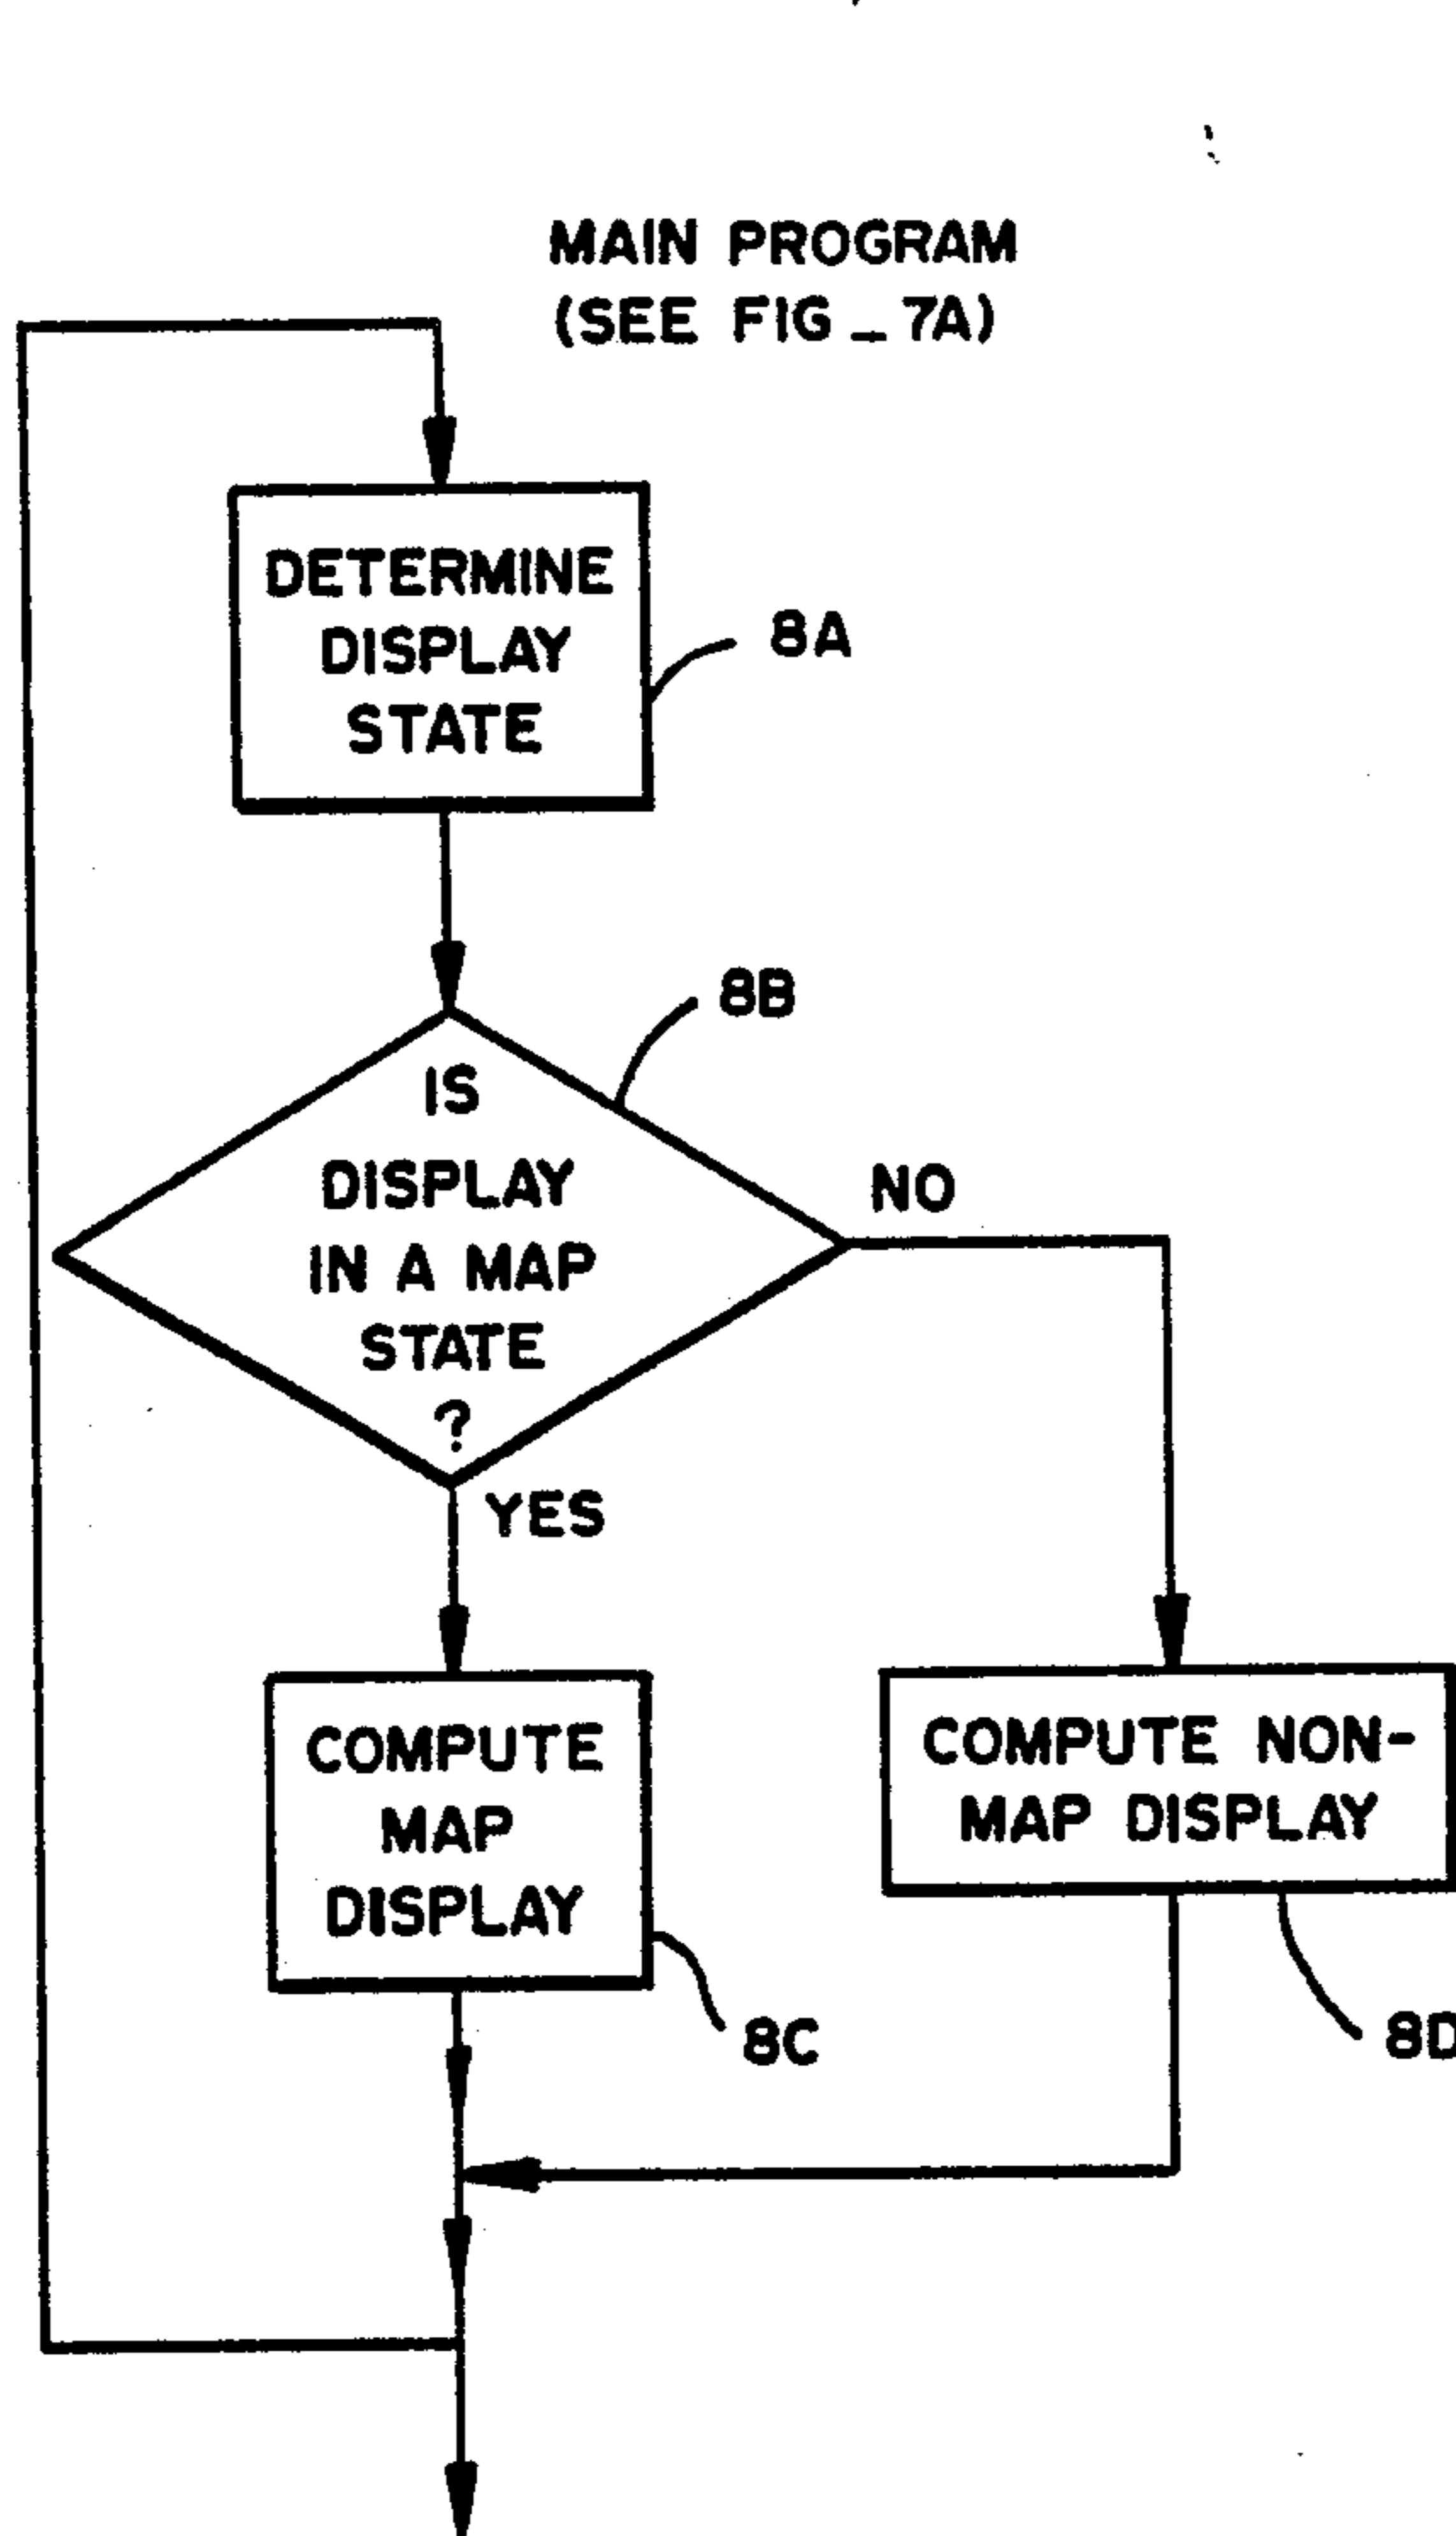 MAIN PROGRAM
(SEE FIG _ 7A)
DETERMINE
DISPLAY
STATE
8A
8B
IS
DISPLAY
IN A MAP
STATE
?
NO
YES
COMPUTE
MAP
DISPLAY
COMPUTE NON-
MAP DISPLAY
8C
8D